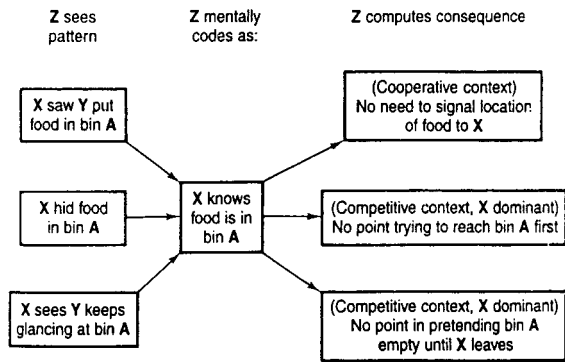 Z sees
pattern
Z mentally
codes as:
Z computes consequence
X saw Y put
food in bin A
X hid food
in bin A
X sees Y keeps
glancing at bin A
X knows
food is in
bin A
(Cooperative context)
No need to signal location
of food to X
(Competitive context, X dominant)
No point trying to reach bin A first
(Competitive context, X dominant)
No point in pretending bin A
empty until X leaves